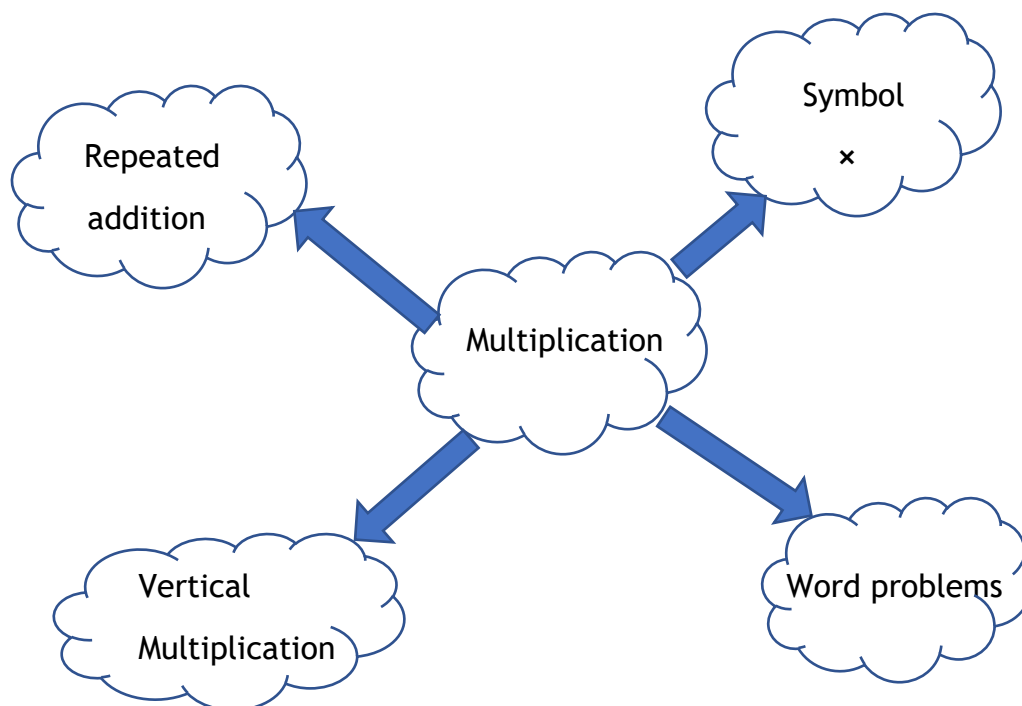 Symbol
×
Repeated
addition
Multiplication
Vertical
Multiplication
Word problems